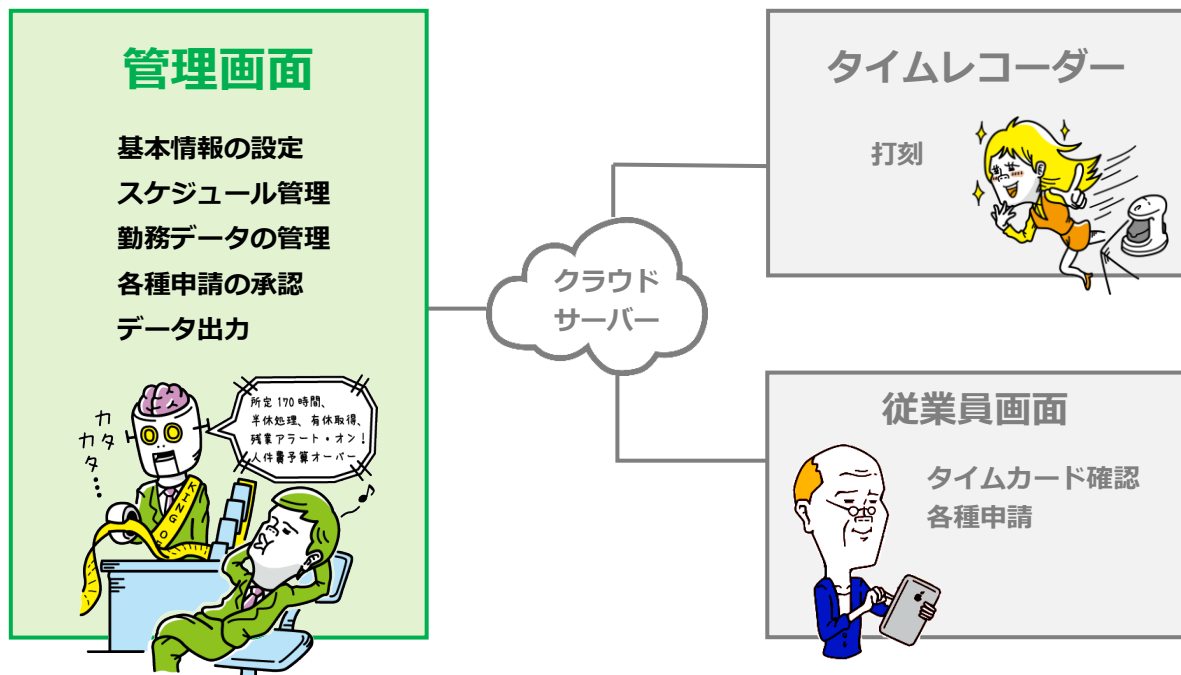 管理画面
基本情報の設定
スケジュール管理
勤務データの管理
各種申請の承認
データ出力
カタカタ・・・
所定170時間、
半休処理、有休取得、
残業アラート・オン！
人件費予算オーバー
KING OF
クラウド
サーバー
タイムレコーダー
打刻
従業員画面
タイムカード確認
各種申請